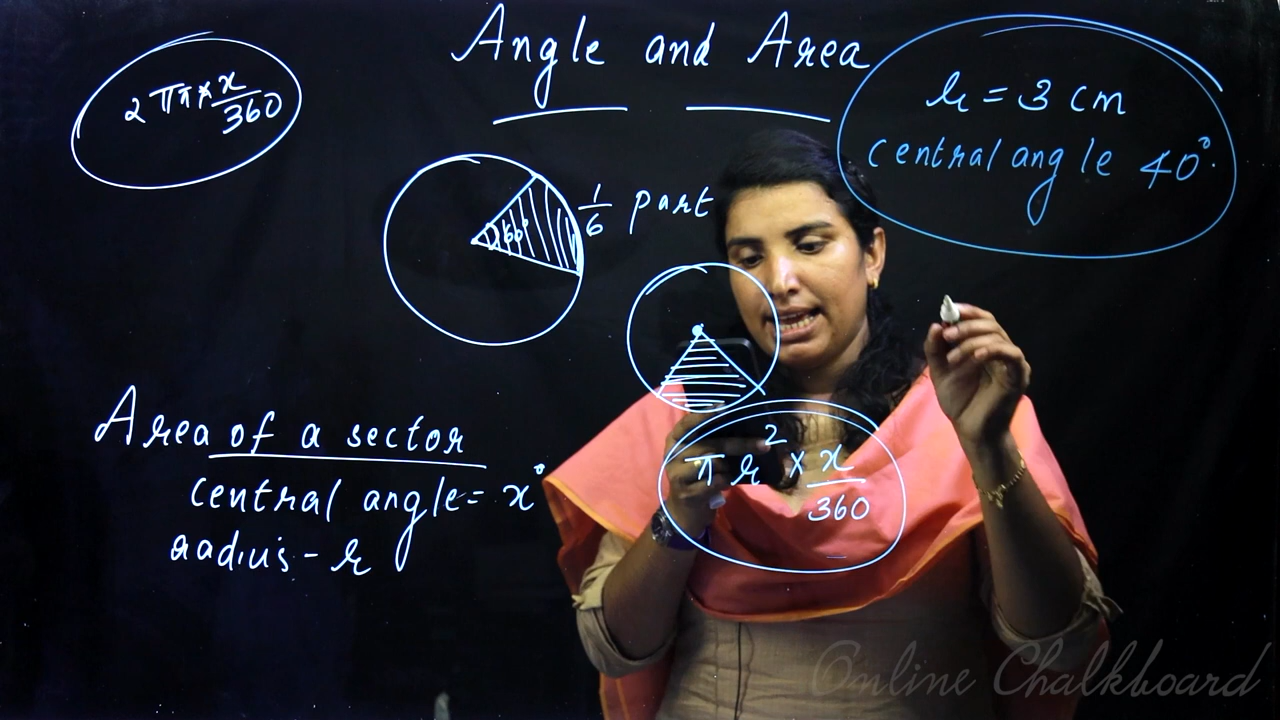 Angle and Area
2πr × x/360
r = 3 cm
central angle 40°.
60°
1/6 part
Area of a sector
central angle = x°
radius - r
πr² × x/360
Online Chalkboard